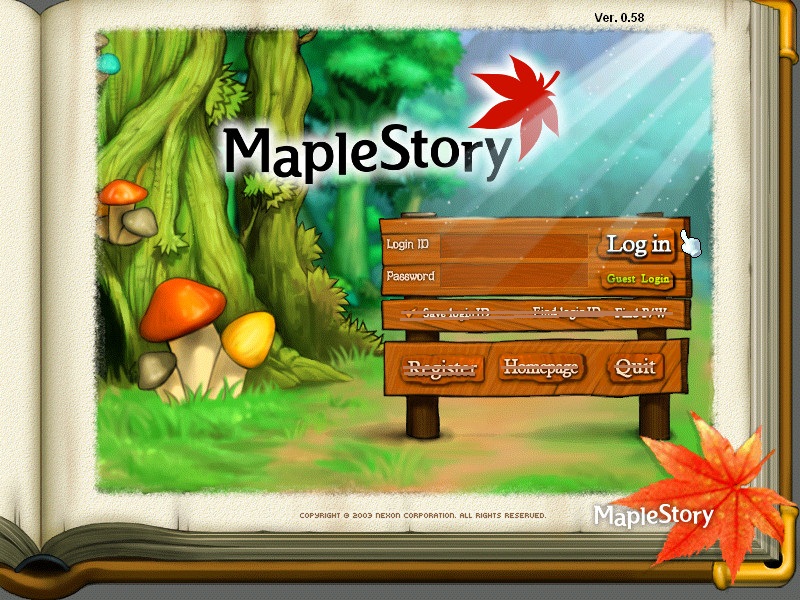 Ver. 0.58
MapleStory
Login ID
Log in
Password
Guest Login
Save login ID Find login ID Find P/W
Register Homepage Quit
COPYRIGHT © 2003 NEXON CORPORATION. ALL RIGHTS RESERVED.
MapleStory